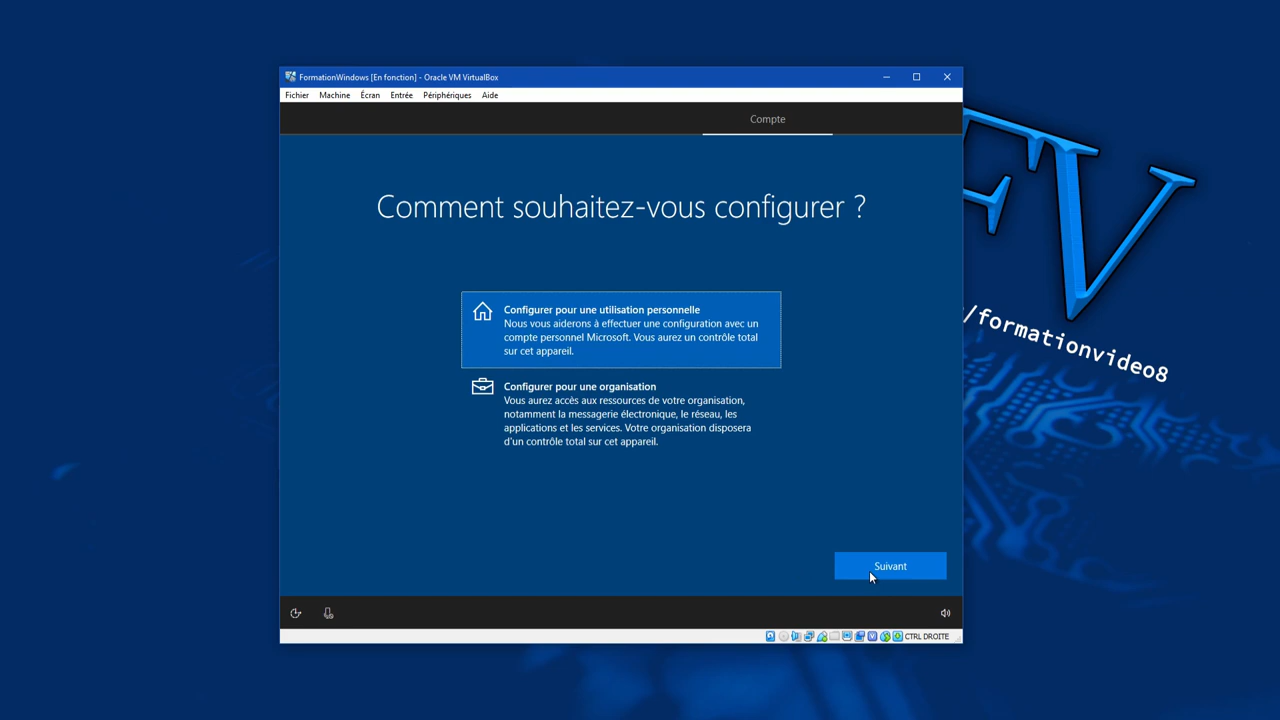 FormationWindows [En fonction] - Oracle VM VirtualBox
Fichier Machine Écran Entrée Périphériques Aide
Compte
Comment souhaitez-vous configurer ?
Configurer pour une utilisation personnelle
Nous vous aiderons à effectuer une configuration avec un
compte personnel Microsoft. Vous aurez un contrôle total
sur cet appareil.
Configurer pour une organisation
Vous aurez accès aux ressources de votre organisation,
notamment la messagerie électronique, le réseau, les
applications et les services. Votre organisation disposera
d'un contrôle total sur cet appareil.
Suivant
CTRL DROITE
FV
/formationvideo8